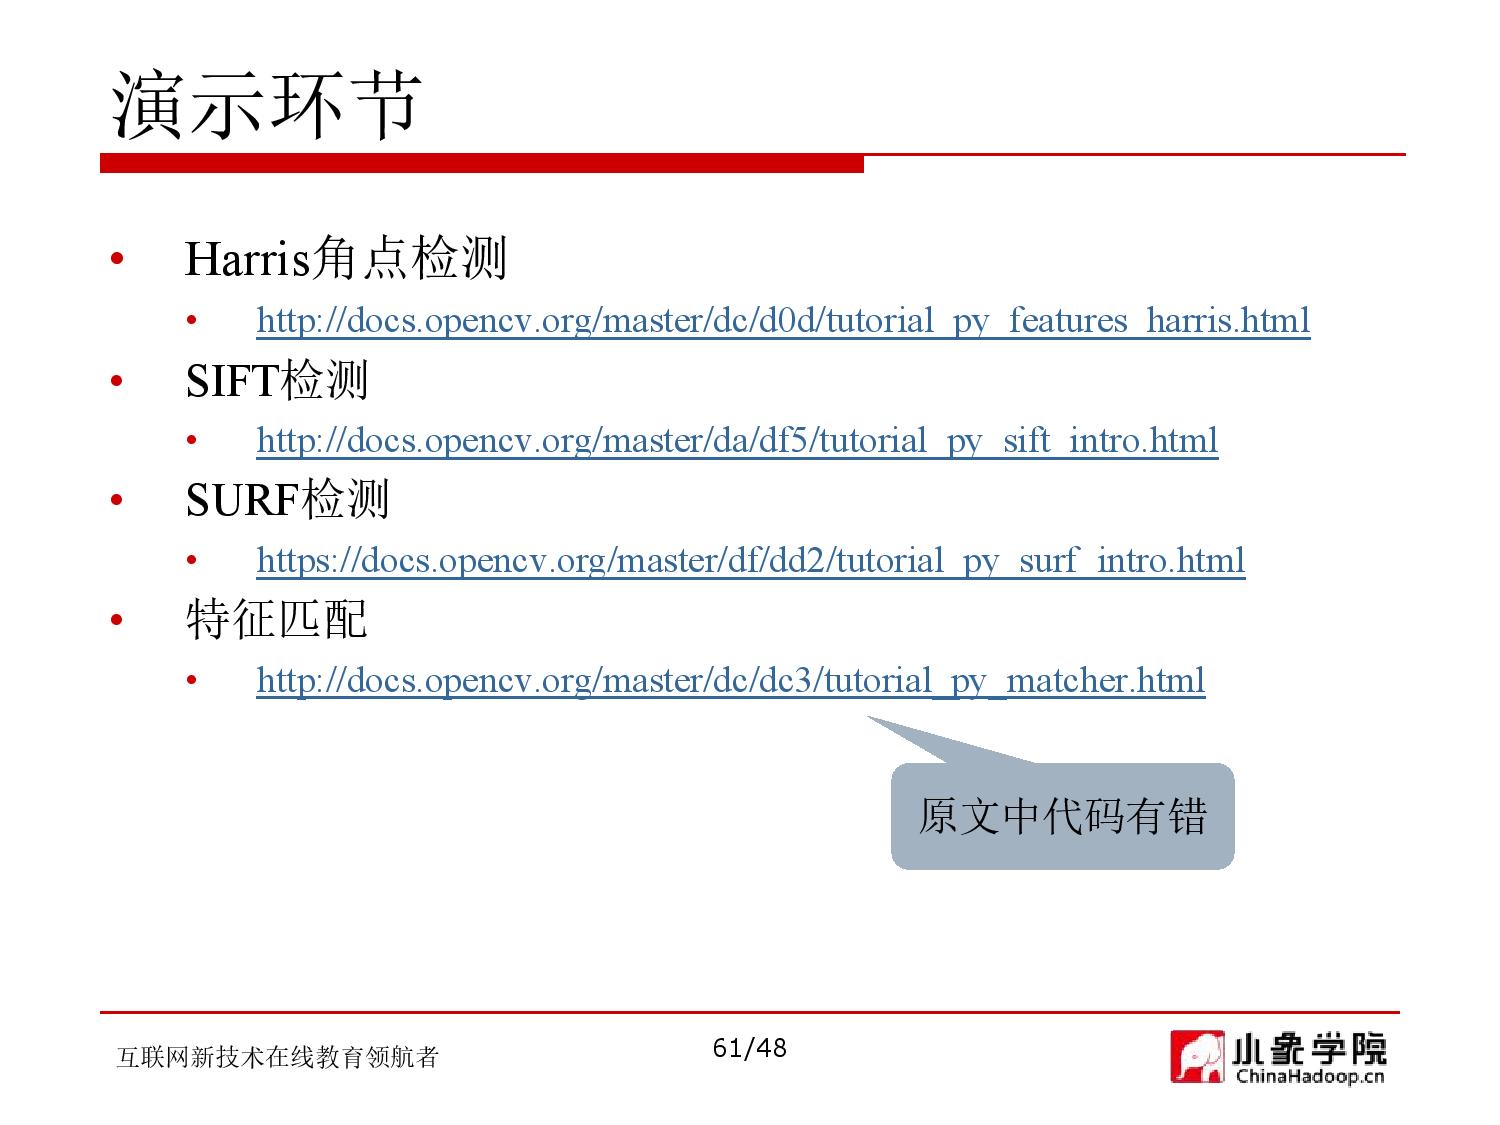 演示环节
• Harris角点检测
• http://docs.opencv.org/master/dc/d0d/tutorial_py_features_harris.html
• SIFT检测
• http://docs.opencv.org/master/da/df5/tutorial_py_sift_intro.html
• SURF检测
• https://docs.opencv.org/master/df/dd2/tutorial_py_surf_intro.html
• 特征匹配
• http://docs.opencv.org/master/dc/dc3/tutorial_py_matcher.html
原文中代码有错
互联网新技术在线教育领航者
61/48
小象学院
ChinaHadoop.cn